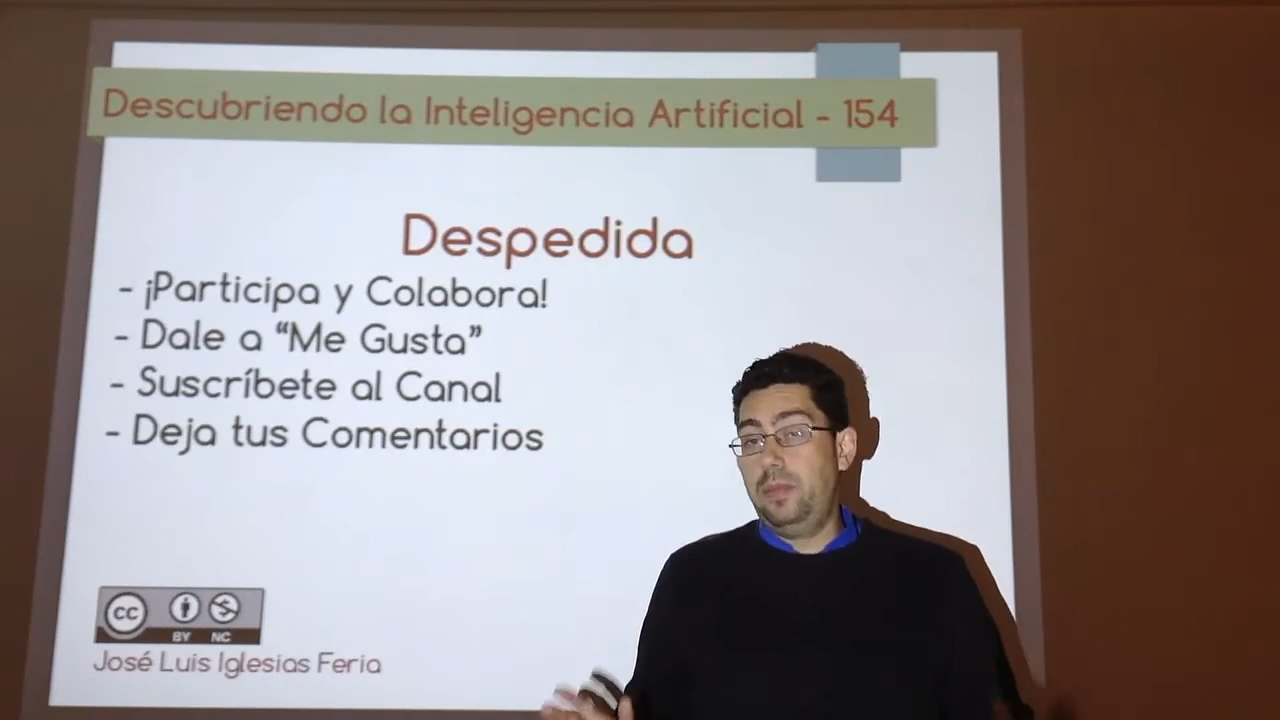 Descubriendo la Inteligencia Artificial - 154
Despedida
- ¡Participa y Colabora!
- Dale a “Me Gusta”
- Suscríbete al Canal
- Deja tus Comentarios
CC BY NC
José Luis Iglesias Feria